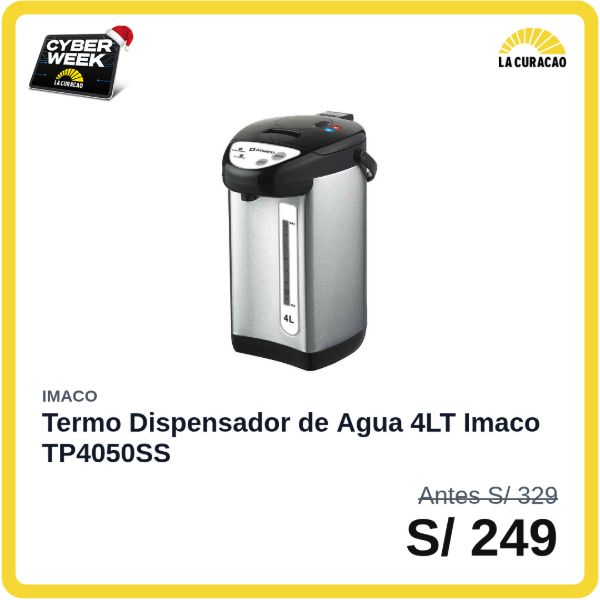 CYBER
WEEK
LA CURACAO
LA CURACAO
4L
IMACO
Termo Dispensador de Agua 4LT Imaco
TP4050SS
Antes S/ 329
S/ 249